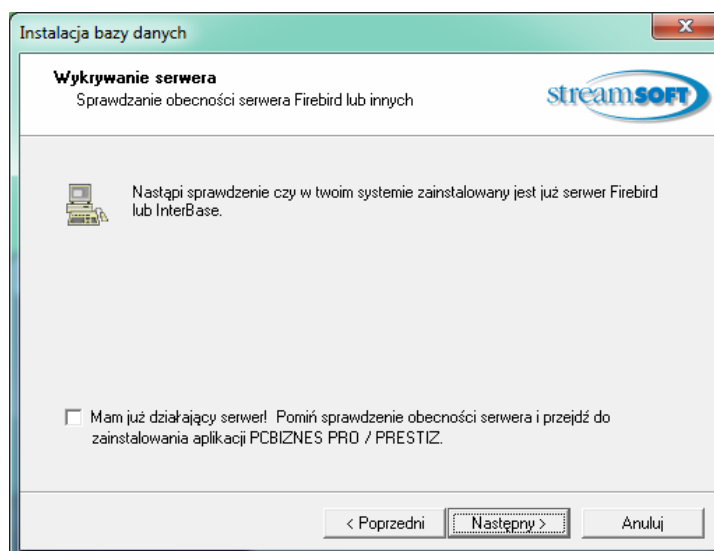 Instalacja bazy danych
Wykrywanie serwera
Sprawdzanie obecności serwera Firebird lub innych
streamsoft
Nastąpi sprawdzenie czy w twoim systemie zainstalowany jest już serwer Firebird
lub InterBase.
Mam już działający serwer! Pomiń sprawdzenie obecności serwera i przejdź do
zainstalowania aplikacji PCBIZNES PRO / PRESTIZ.
< Poprzedni
Następny >
Anuluj